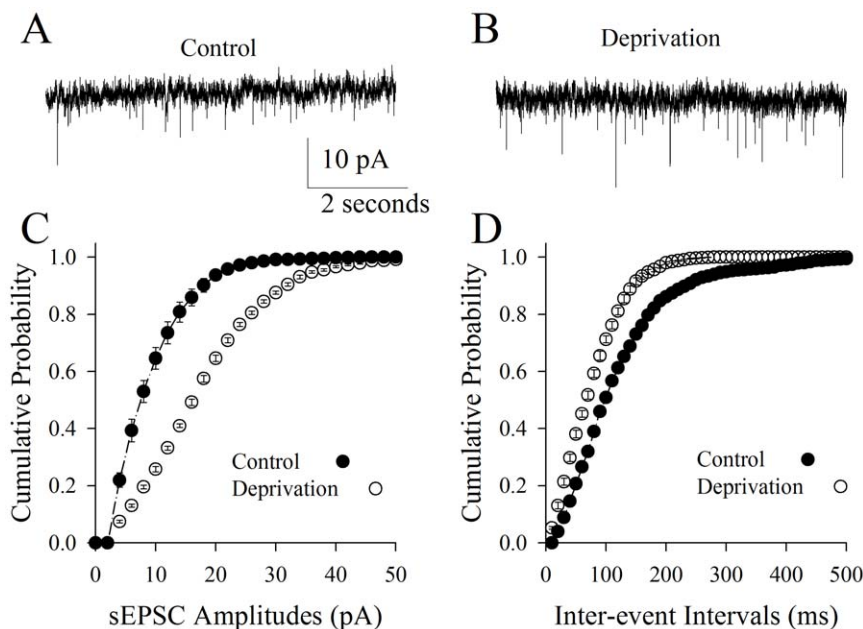 A
Control
B
Deprivation
10 pA
2 seconds
C
Cumulative Probability
1.0
0.8
0.6
0.4
0.2
0.0
Control
Deprivation
0
10
20
30
40
50
sEPSC Amplitudes (pA)
D
Cumulative Probability
1.0
0.8
0.6
0.4
0.2
0.0
Control
Deprivation
0
100
200
300
400
500
Inter-event Intervals (ms)